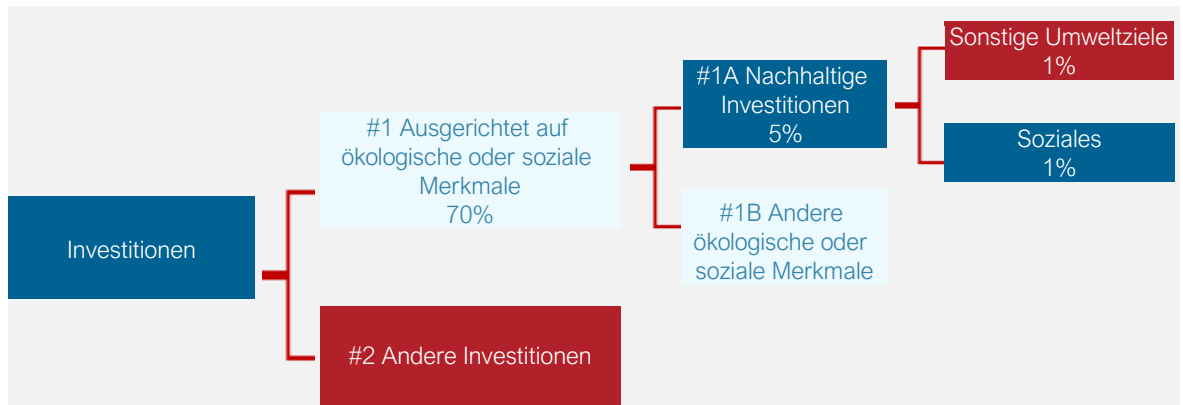 Investitionen
#1 Ausgerichtet auf
ökologische oder soziale
Merkmale
70%
#2 Andere Investitionen
#1A Nachhaltige
Investitionen
5%
#1B Andere
ökologische oder
soziale Merkmale
Sonstige Umweltziele
1%
Soziales
1%